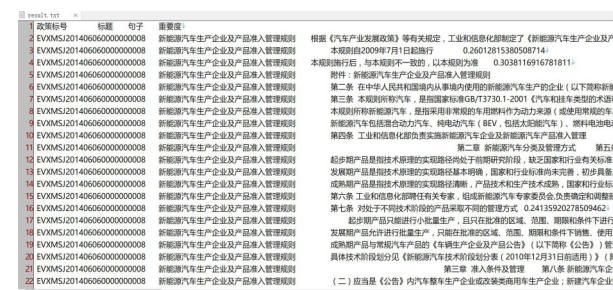 result.txt ×
1 政策标号 标题 句子 重要度
2 EVXMSJ201406060000000008 新能源汽车生产企业及产品准入管理规则 根据《汽车产业发展政策》等有关规定，工业和信息化部制定了《新能源汽车生产企业及产
3 EVXMSJ201406060000000008 新能源汽车生产企业及产品准入管理规则 本规则自2009年7月1日起施行 0.26012815380508714
4 EVXMSJ201406060000000008 新能源汽车生产企业及产品准入管理规则 本规则施行后，与本规则不一致的，以本规则为准 0.3038116916781811
5 EVXMSJ201406060000000008 新能源汽车生产企业及产品准入管理规则 附件：新能源汽车生产企业及产品准入管理规则
6 EVXMSJ201406060000000008 新能源汽车生产企业及产品准入管理规则 第二条 在中华人民共和国境内从事境内使用的新能源汽车生产的企业（以下简称新能
7 EVXMSJ201406060000000008 新能源汽车生产企业及产品准入管理规则 第三条 本规则所称汽车，是指国家标准GB/T3730.1-2001《汽车和挂车类型的术语
8 EVXMSJ201406060000000008 新能源汽车生产企业及产品准入管理规则 本规则所称新能源汽车，是指采用非常规的车用燃料作为动力来源（或使用常规的车
9 EVXMSJ201406060000000008 新能源汽车生产企业及产品准入管理规则 新能源汽车包括混合动力汽车、纯电动汽车（BEV，包括太阳能汽车）、燃料电池电
10 EVXMSJ201406060000000008 新能源汽车生产企业及产品准入管理规则 第四条 工业和信息化部负责实施新能源汽车企业及新能源汽车产品准入管理
11 EVXMSJ201406060000000008 新能源汽车生产企业及产品准入管理规则 第二章 新能源汽车分类及管理方式 第五
12 EVXMSJ201406060000000008 新能源汽车生产企业及产品准入管理规则 起步期产品是指技术原理的实现路径尚处于前期研究阶段，缺乏国家和行业有关标准
13 EVXMSJ201406060000000008 新能源汽车生产企业及产品准入管理规则 发展期产品是指技术原理的实现路径基本明确，国家和行业标准尚未完善，初步具备
14 EVXMSJ201406060000000008 新能源汽车生产企业及产品准入管理规则 成熟期产品是指技术原理的实现路径清晰，产品技术和生产技术成熟，国家和行业标
15 EVXMSJ201406060000000008 新能源汽车生产企业及产品准入管理规则 第六条 工业和信息化部聘任有关专家，组成新能源汽车专家委员会,负责确定和调整新
16 EVXMSJ201406060000000008 新能源汽车生产企业及产品准入管理规则 第七条 对处于不同技术阶段的产品采取不同的管理方式 0.2413592027850946
17 EVXMSJ201406060000000008 新能源汽车生产企业及产品准入管理规则 起步期产品只能进行小批量生产，且只在批准的区域、范围、期限和条件下进行
18 EVXMSJ201406060000000008 新能源汽车生产企业及产品准入管理规则 发展期产品允许进行批量生产，只能在批准的区域、范围、期限和条件下销售、使用
19 EVXMSJ201406060000000008 新能源汽车生产企业及产品准入管理规则 成熟期产品与常规汽车产品的《车辆生产企业及产品公告》（以下简称《公告》）管
20 EVXMSJ201406060000000008 新能源汽车生产企业及产品准入管理规则 具体技术阶段划分见《新能源汽车技术阶段划分表（2010年12月31日前适用）》（附
21 EVXMSJ201406060000000008 新能源汽车生产企业及产品准入管理规则 第三章 准入条件及管理 第八条 新能源汽车企
22 EVXMSJ201406060000000008 新能源汽车生产企业及产品准入管理规则 （二）应当是《公告》内汽车整车生产企业或改装类商用车生产企业；新建汽车企业